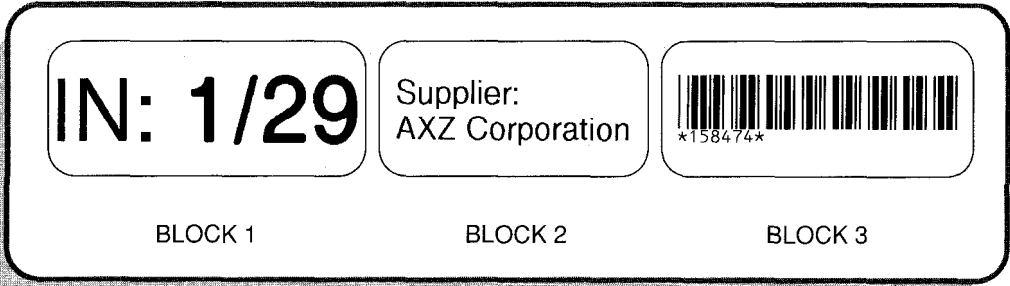 IN: 1/29
Supplier:
AXZ Corporation
*158474*
BLOCK 1
BLOCK 2
BLOCK 3